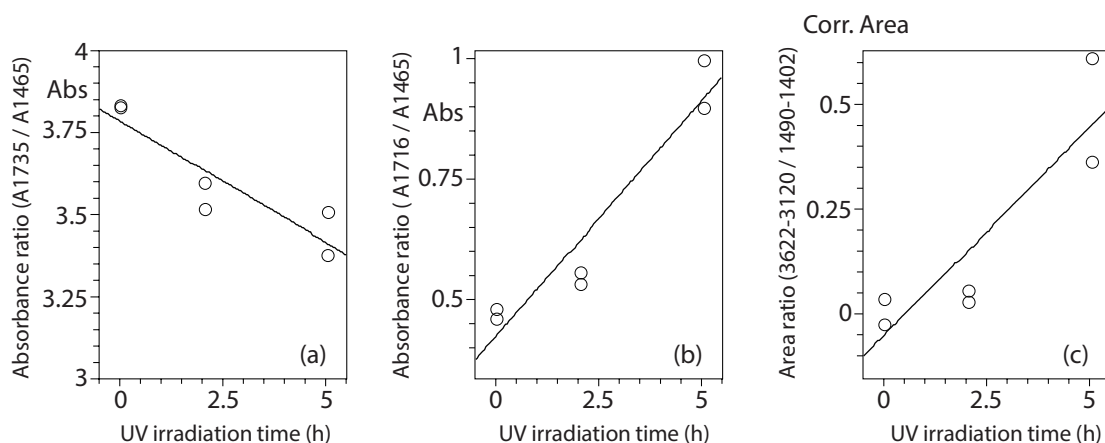 Corr. Area
Absorbance ratio (A1735 / A1465)
Abs
4
3.75
3.5
3.25
3
0
2.5
5
UV irradiation time (h)
(a)
Absorbance ratio ( A1716 / A1465)
Abs
1
0.75
0.5
0
2.5
5
UV irradiation time (h)
(b)
Area ratio (3622-3120 / 1490-1402)
0.5
0.25
0
0
2.5
5
UV irradiation time (h)
(c)